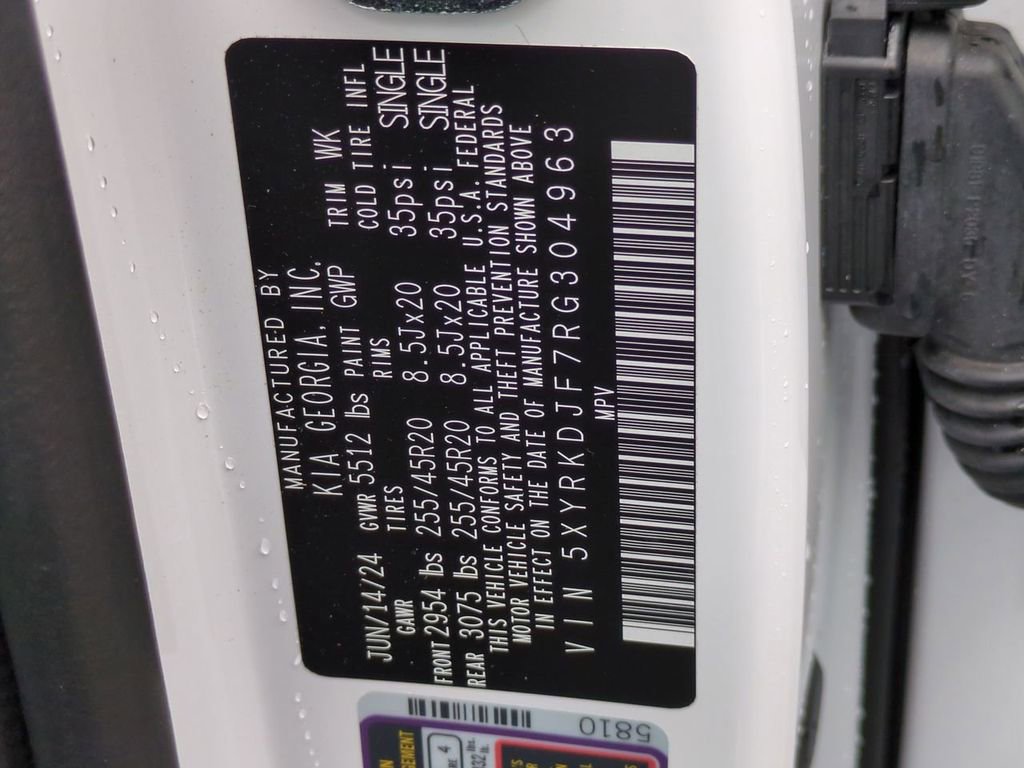 MANUFACTURED BY
KIA GEORGIA, INC.
JUN/14/24 GVWR 5512 lbs PAINT GWP TRIM WK
GAWR TIRES RIMS COLD TIRE INFL
FRONT 2954 lbs 255/45R20 8.5Jx20 35psi SINGLE
REAR 3075 lbs 255/45R20 8.5Jx20 35psi SINGLE
THIS VEHICLE CONFORMS TO ALL APPLICABLE U.S.A. FEDERAL
MOTOR VEHICLE SAFETY AND THEFT PREVENTION STANDARDS
IN EFFECT ON THE DATE OF MANUFACTURE SHOWN ABOVE
VIN 5XYRKDJF7RG304963
MPV
5810
4